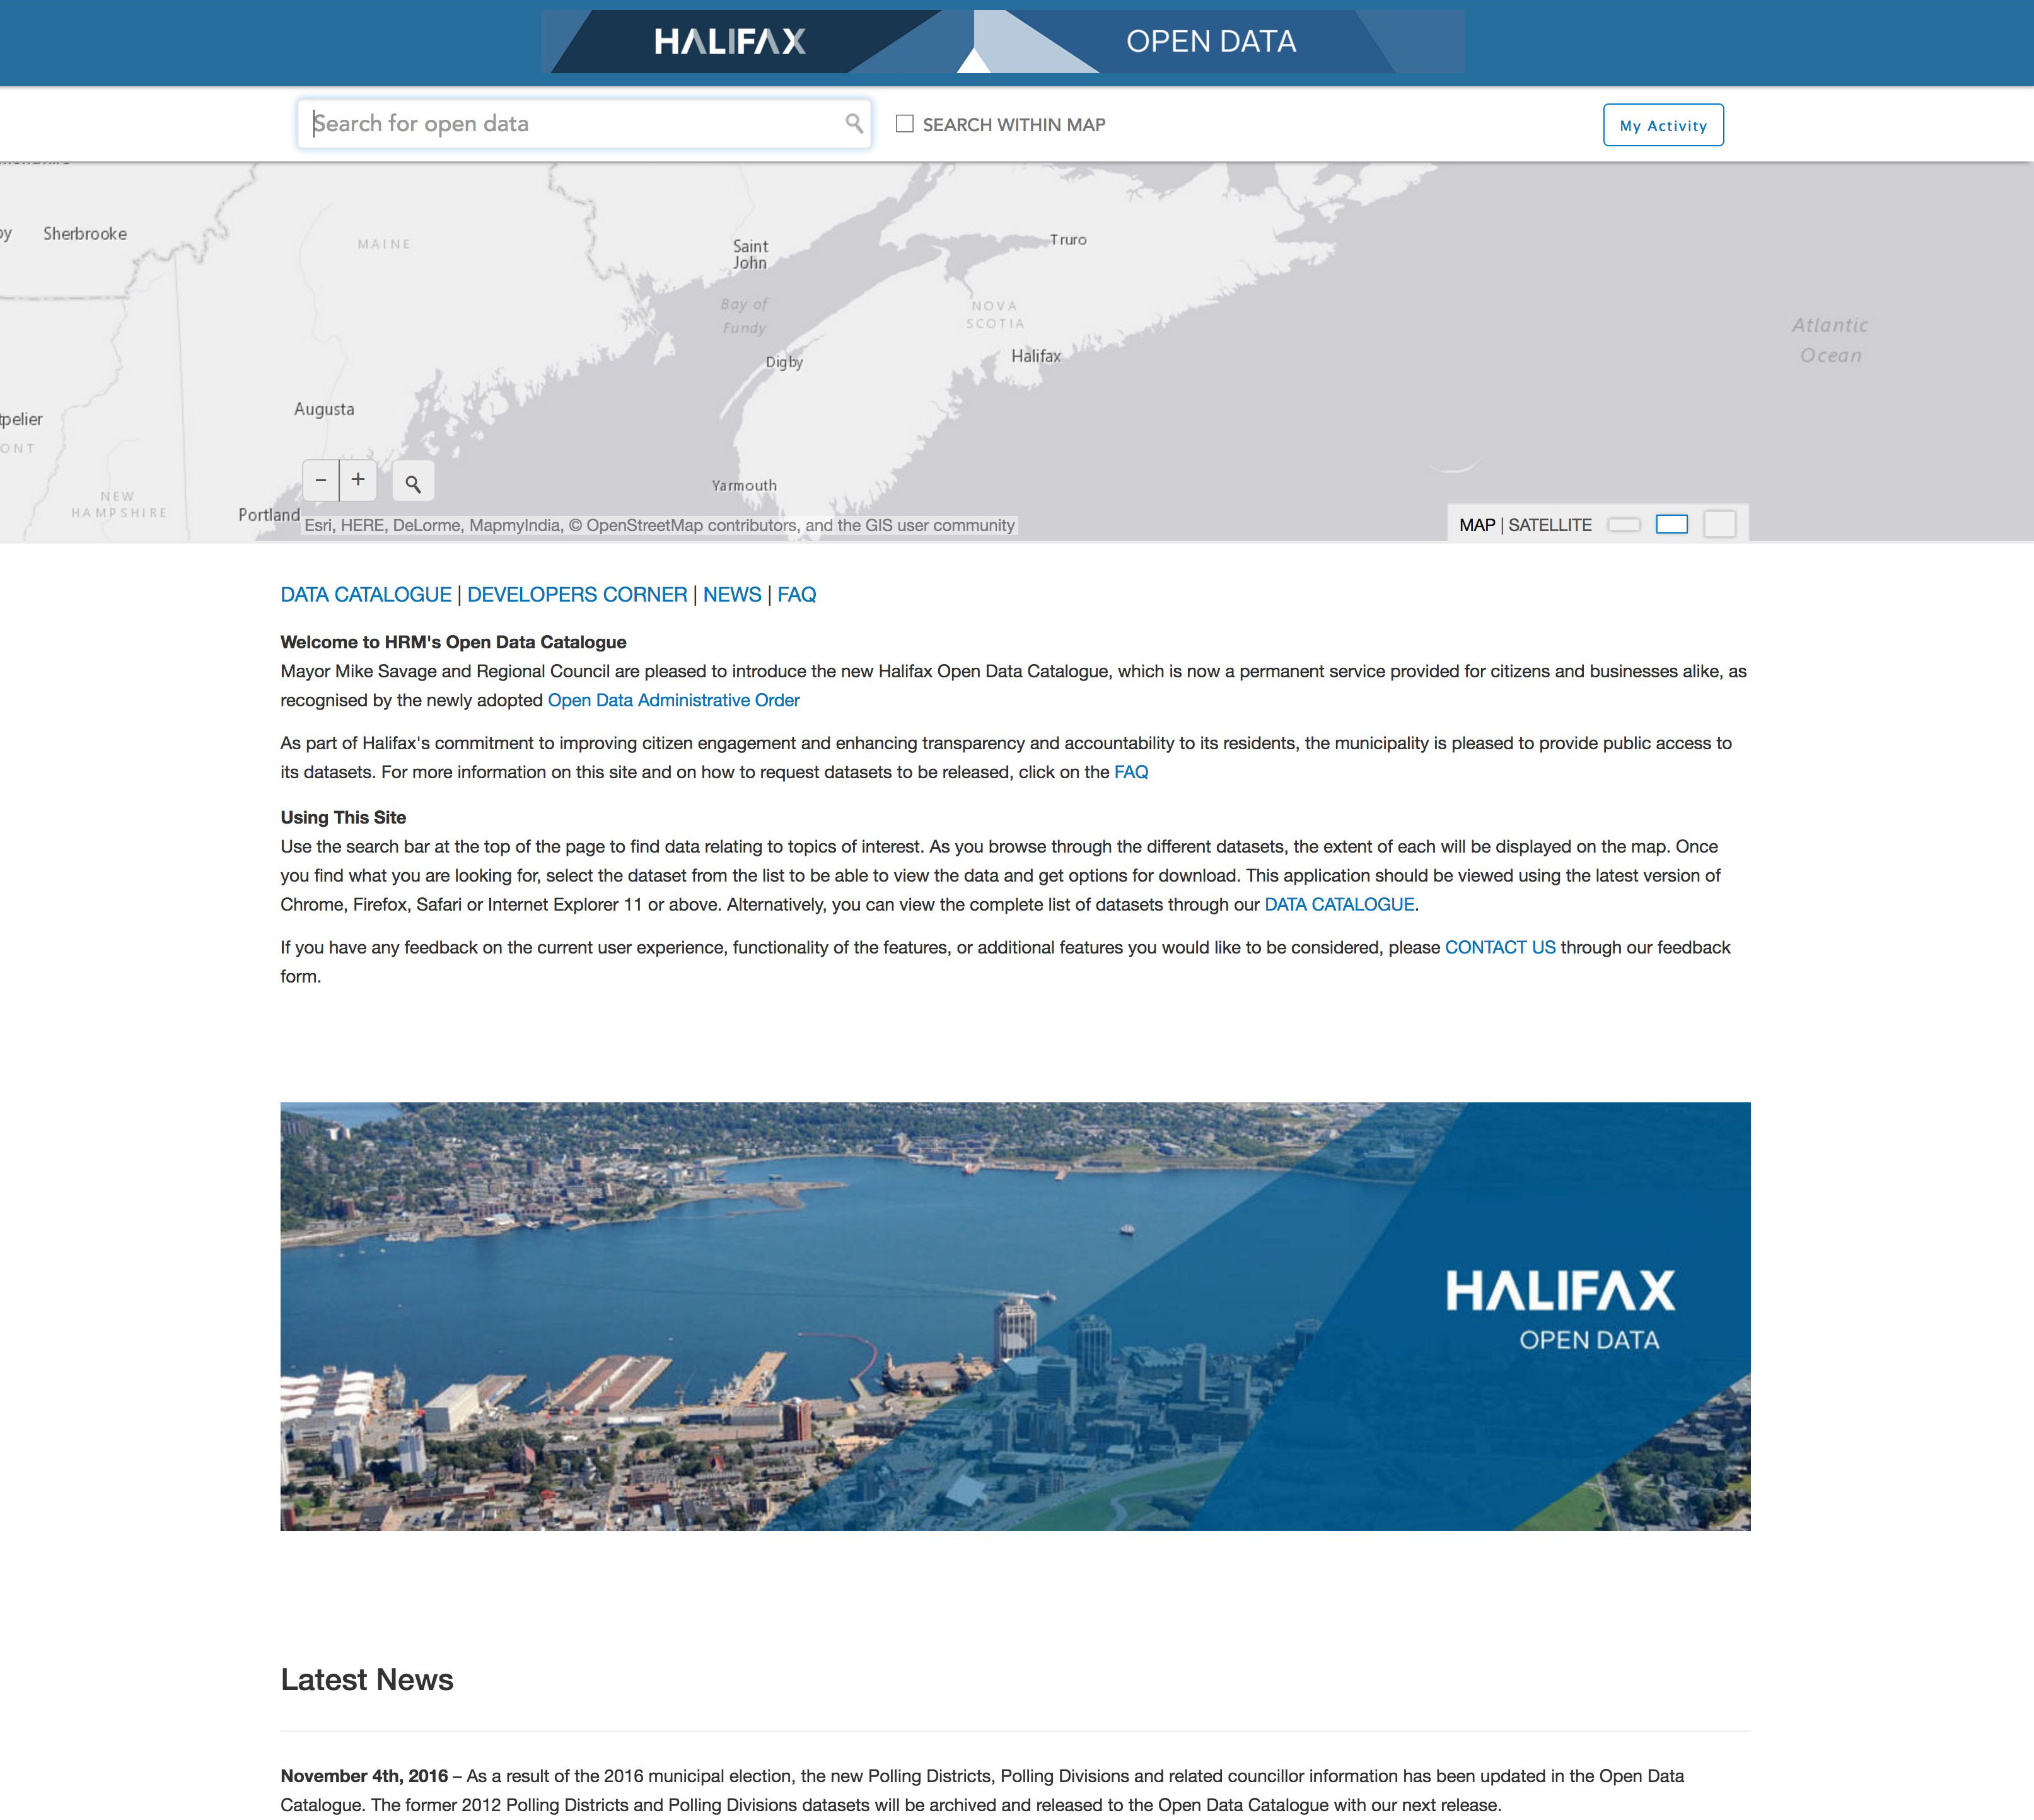 HALIFAX OPEN DATA
Search for open data
SEARCH WITHIN MAP
My Activity
Sherbrooke
MAINE
Saint
John
Truro
Bay of
Fundy
NOVA
SCOTIA
Atlantic
Ocean
Digby
Halifax
Augusta
tpelier
ONT
NEW
HAMPSHIRE
Yarmouth
Portland
− +
Esri, HERE, DeLorme, MapmyIndia, © OpenStreetMap contributors, and the GIS user community
MAP | SATELLITE
DATA CATALOGUE | DEVELOPERS CORNER | NEWS | FAQ
Welcome to HRM's Open Data Catalogue
Mayor Mike Savage and Regional Council are pleased to introduce the new Halifax Open Data Catalogue, which is now a permanent service provided for citizens and businesses alike, as
recognised by the newly adopted Open Data Administrative Order
As part of Halifax's commitment to improving citizen engagement and enhancing transparency and accountability to its residents, the municipality is pleased to provide public access to
its datasets. For more information on this site and on how to request datasets to be released, click on the FAQ
Using This Site
Use the search bar at the top of the page to find data relating to topics of interest. As you browse through the different datasets, the extent of each will be displayed on the map. Once
you find what you are looking for, select the dataset from the list to be able to view the data and get options for download. This application should be viewed using the latest version of
Chrome, Firefox, Safari or Internet Explorer 11 or above. Alternatively, you can view the complete list of datasets through our DATA CATALOGUE.
If you have any feedback on the current user experience, functionality of the features, or additional features you would like to be considered, please CONTACT US through our feedback
form.
HALIFAX
OPEN DATA
Latest News
November 4th, 2016 – As a result of the 2016 municipal election, the new Polling Districts, Polling Divisions and related councillor information has been updated in the Open Data
Catalogue. The former 2012 Polling Districts and Polling Divisions datasets will be archived and released to the Open Data Catalogue with our next release.